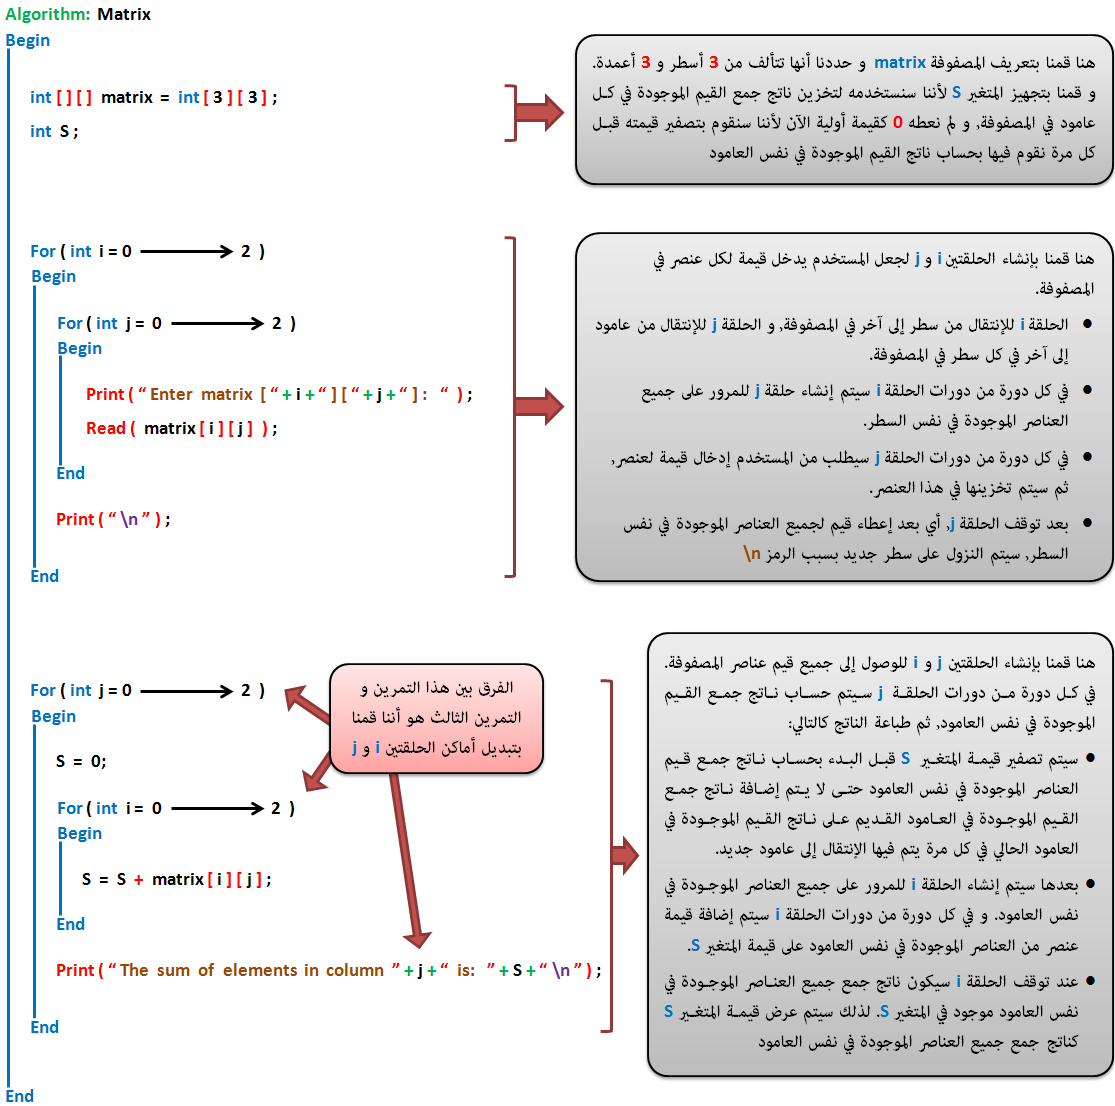 Algorithm: Matrix
Begin
int [ ] [ ] matrix = int [ 3 ] [ 3 ] ;
int S ;
هنا قمنا بتعريف المصفوفة matrix و حددنا أنها تتألف من 3 أسطر و 3 أعمدة.
و قمنا بتجهيز المتغير S لأننا سنستخدمه لتخزين ناتج جمع القيم الموجودة في كل
عامود في المصفوفة, و لم نعطه 0 كقيمة أولية الآن لأننا سنقوم بتصفير قيمته قبل
كل مرة نقوم فيها بحساب ناتج القيم الموجودة في نفس العامود
For ( int i = 0 → 2 )
Begin
For ( int j = 0 → 2 )
Begin
Print ( “ Enter matrix [ “ + i + “ ] [ “ + j + “ ] : “ ) ;
Read ( matrix [ i ] [ j ] ) ;
End
Print ( “ \n ” ) ;
End
هنا قمنا بإنشاء الحلقتين i و j لجعل المستخدم يدخل قيمة لكل عنصر في
المصفوفة.
● الحلقة i للإنتقال من سطر إلى آخر في المصفوفة, و الحلقة j للإنتقال من عامود
إلى آخر في كل سطر في المصفوفة.
● في كل دورة من دورات الحلقة i سيتم إنشاء حلقة j للمرور على جميع
العناصر الموجودة في نفس السطر.
● في كل دورة من دورات الحلقة j سيطلب من المستخدم إدخال قيمة لعنصر,
ثم سيتم تخزينها في هذا العنصر.
● بعد توقف الحلقة j, أي بعد إعطاء قيم لجميع العناصر الموجودة في نفس
السطر, سيتم النزول على سطر جديد بسبب الرمز \n
For ( int j = 0 → 2 )
Begin
S = 0;
For ( int i = 0 → 2 )
Begin
S = S + matrix [ i ] [ j ] ;
End
Print ( “ The sum of elements in column ” + j + “ is: ” + S + “ \n ” ) ;
End
End
الفرق بين هذا التمرين و
التمرين الثالث هو أننا قمنا
بتبديل أماكن الحلقتين i و j
هنا قمنا بإنشاء الحلقتين j و i للوصول إلى جميع قيم عناصر المصفوفة.
في كل دورة من دورات الحلقة j سيتم حساب ناتج جمع القيم
الموجودة في نفس العامود, ثم طباعة الناتج كالتالي:
● سيتم تصفير قيمة المتغير S قبل البدء بحساب ناتج جمع قيم
العناصر الموجودة في نفس العامود حتى لا يتم إضافة ناتج جمع
القيم الموجودة في العامود القديم على ناتج القيم الموجودة في
العامود الحالي في كل مرة يتم فيها الإنتقال إلى عامود جديد.
● بعدها سيتم إنشاء الحلقة i للمرور على جميع العناصر الموجودة في
نفس العامود. و في كل دورة من دورات الحلقة i سيتم إضافة قيمة
عنصر من العناصر الموجودة في نفس العامود على قيمة المتغير S.
● عند توقف الحلقة i سيكون ناتج جمع جميع العناصر الموجودة في
نفس العامود موجود في المتغير S. لذلك سيتم عرض قيمة المتغير S
كناتج جمع جميع العناصر الموجودة في نفس العامود